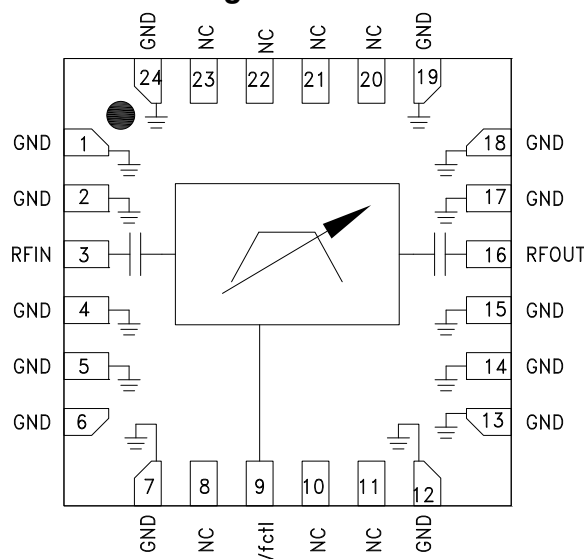 GND NC NC NC NC GND
24 23 22 21 20 19
GND 1 18 GND
GND 2 17 GND
RFIN 3 16 RFOUT
GND 4 15 GND
GND 5 14 GND
GND 6 13 GND
7 8 9 10 11 12
GND NC Vfctl NC NC GND